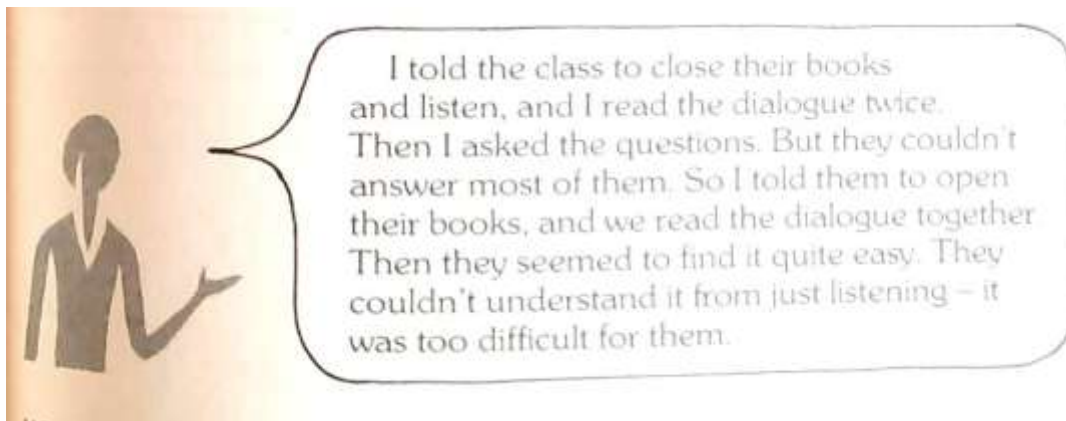 I told the class to close their books
and listen, and I read the dialogue twice.
Then I asked the questions. But they couldn't
answer most of them. So I told them to open
their books, and we read the dialogue together
Then they seemed to find it quite easy. They
couldn't understand it from just listening – it
was too difficult for them.